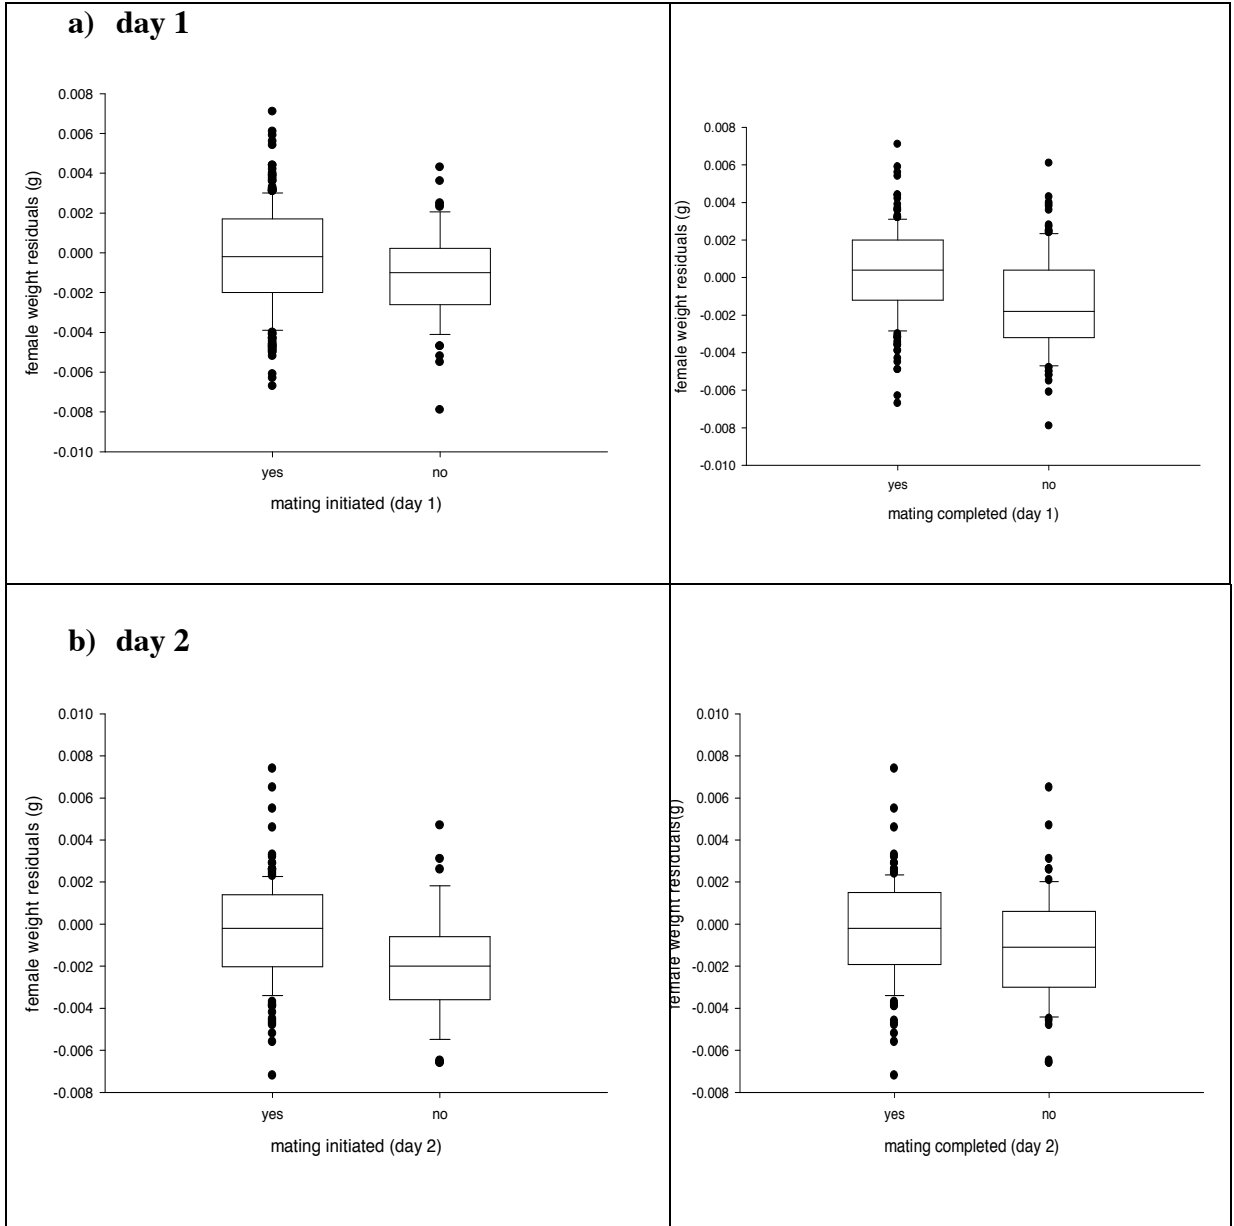 a) day 1
0.008
0.006
0.004
0.002
0.000
-0.002
-0.004
-0.006
-0.008
-0.010
female weight residuals (g)
yes no
mating initiated (day 1)
0.008
0.006
0.004
0.002
0.000
-0.002
-0.004
-0.006
-0.008
-0.010
female weight residuals (g)
yes no
mating completed (day 1)
b) day 2
0.010
0.008
0.006
0.004
0.002
0.000
-0.002
-0.004
-0.006
-0.008
female weight residuals (g)
yes no
mating initiated (day 2)
0.010
0.008
0.006
0.004
0.002
0.000
-0.002
-0.004
-0.006
-0.008
female weight residuals(g)
yes no
mating completed (day 2)